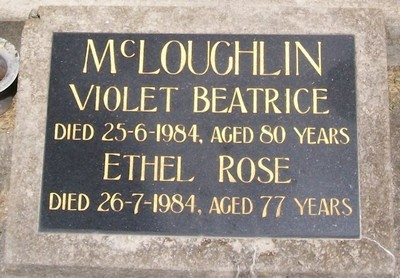 McLOUGHLIN
VIOLET BEATRICE
DIED 25-6-1984, AGED 80 YEARS
ETHEL ROSE
DIED 26-7-1984, AGED 77 YEARS